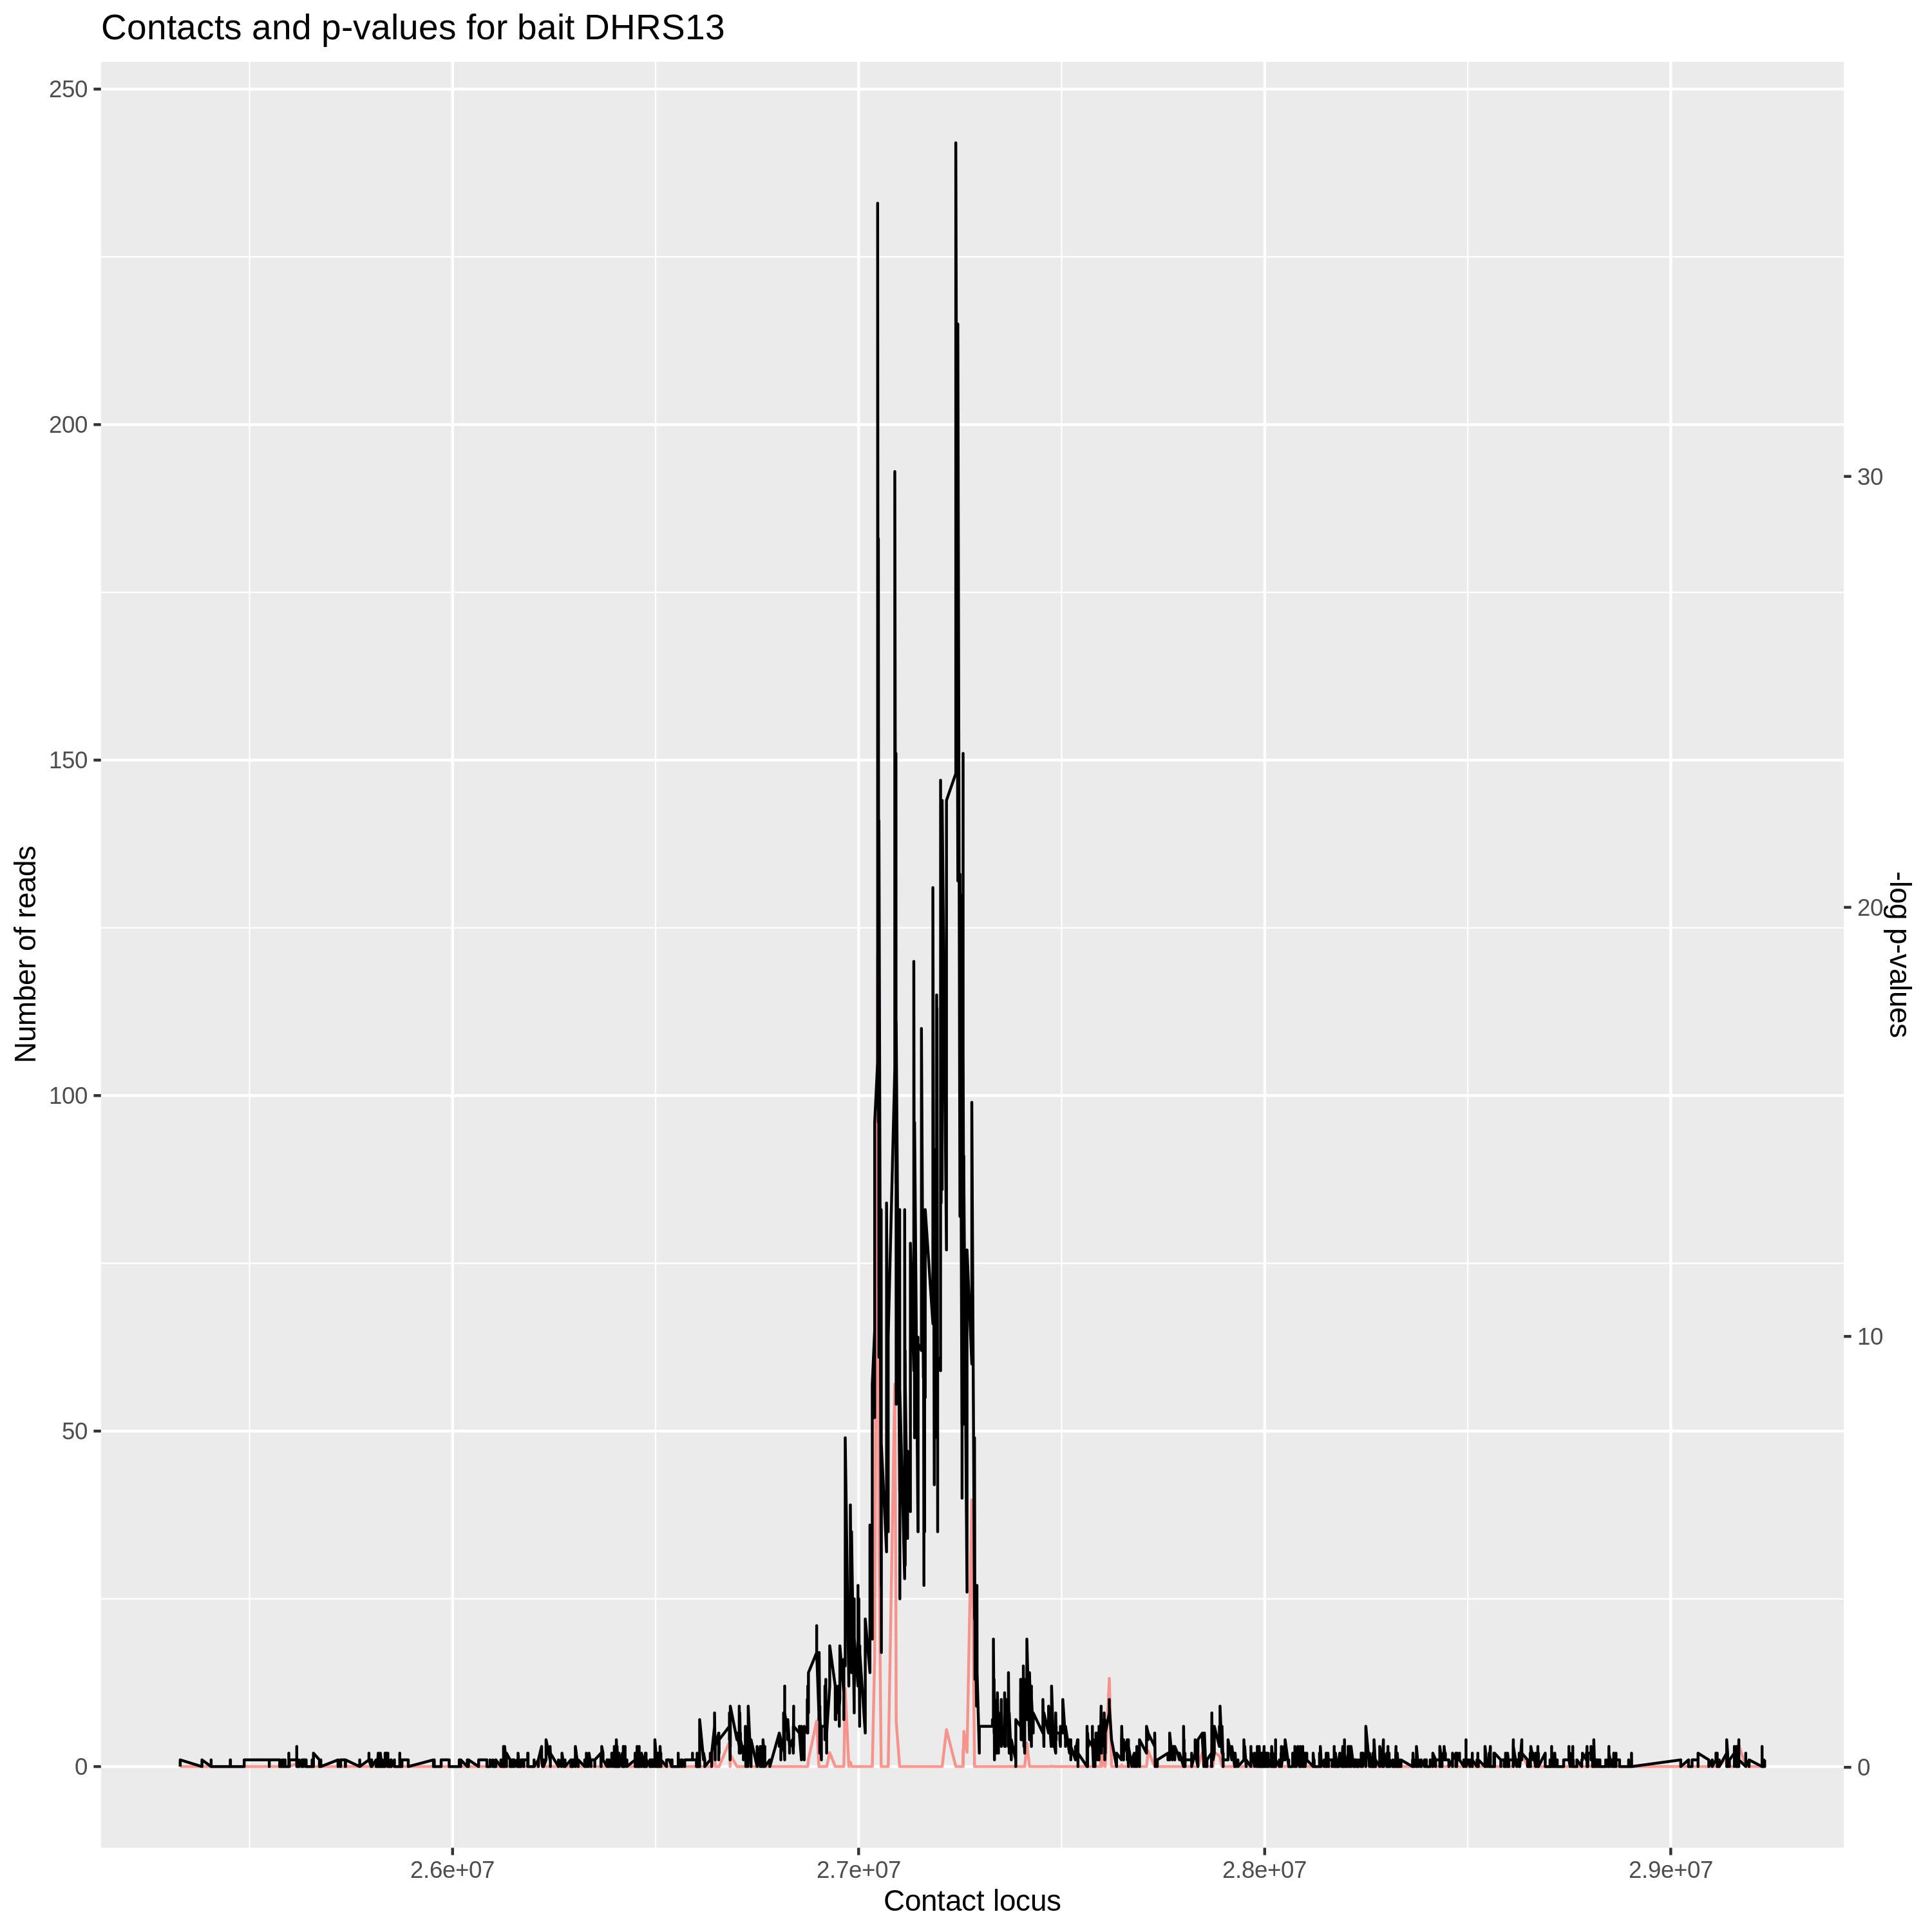 Contacts and p-values for bait DHRS13
250
200
150
100
50
0
Number of reads
30
20
10
0
-log p-values
2.6e+07
2.7e+07
2.8e+07
2.9e+07
Contact locus